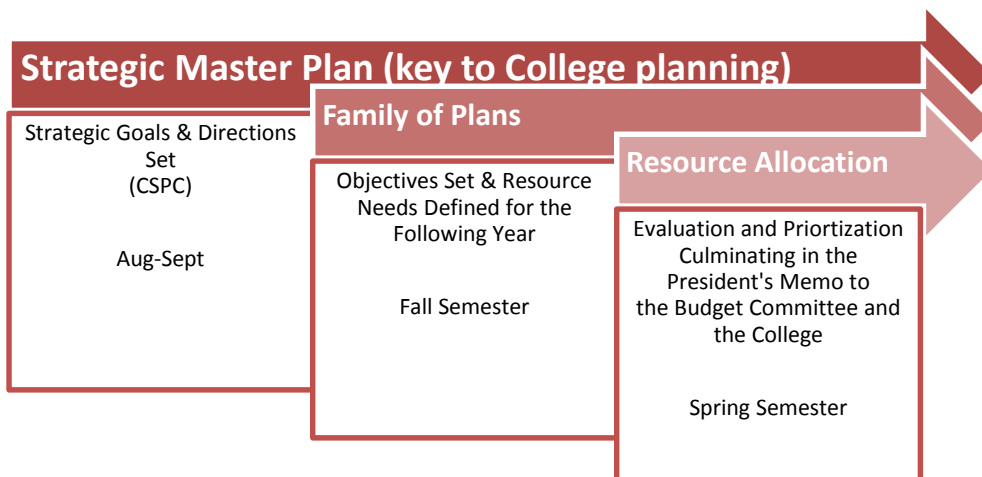 Strategic Master Plan (key to College planning)
Strategic Goals & Directions
Set
(CSPC)
Aug-Sept
Family of Plans
Objectives Set & Resource
Needs Defined for the
Following Year
Fall Semester
Resource Allocation
Evaluation and Priortization
Culminating in the
President's Memo to
the Budget Committee and
the College
Spring Semester